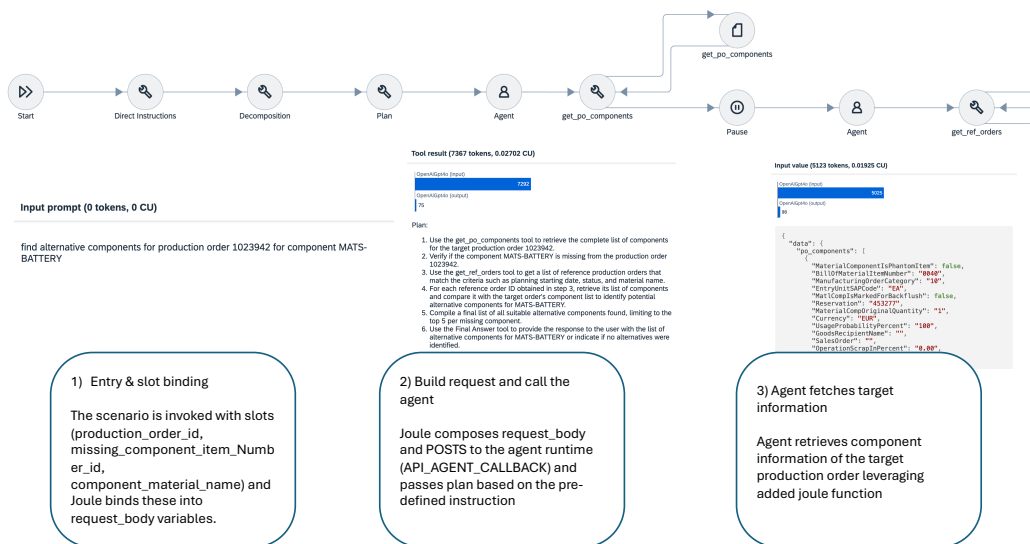 get_po_components
Start
Direct Instructions
Decomposition
Plan
Agent
get_po_components
Pause
Agent
get_ref_orders
Input prompt (0 tokens, 0 CU)
find alternative components for production order 1023942 for component MATS-
BATTERY
Tool result (7367 tokens, 0.02702 CU)
OpenAIGpt4o (input)
7292
OpenAIGpt4o (output)
75
Plan:
1. Use the get_po_components tool to retrieve the complete list of components
for the target production order 1023942.
2. Verify if the component MATS-BATTERY is missing from the production order
1023942.
3. Use the get_ref_orders tool to get a list of reference production orders that
match the criteria such as planning starting date, status, and material name.
4. For each reference order ID obtained in step 3, retrieve its list of components
and compare it with the target order's component list to identify potential
alternative components for MATS-BATTERY.
5. Compile a final list of all suitable alternative components found, limiting to the
top 5 per missing component.
6. Use the Final Answer tool to provide the response to the user with the list of
alternative components for MATS-BATTERY or indicate if no alternatives were
identified.
Input value (5123 tokens, 0.01925 CU)
OpenAIGpt4o (input)
5025
OpenAIGpt4o (output)
{
"data": {
"po_components": [
{
"MaterialComponentIsPhantomItem": false,
"BillOfMaterialItemNumber": "0040",
"ManufacturingOrderCategory": "10",
"EntryUnitSAPCode": "EA",
"MatlCompIsMarkedForBackflush": false,
"Reservation": "453277",
"MaterialCompOriginalQuantity": "1",
"Currency": "EUR",
"UsageProbabilityPercent": "100",
"GoodsRecipientName": "",
"SalesOrder": "",
"OperationScrapInPercent": "0.00",
1) Entry & slot binding
The scenario is invoked with slots
(production_order_id,
missing_component_item_Numb
er_id,
component_material_name) and
Joule binds these into
request_body variables.
2) Build request and call the
agent
Joule composes request_body
and POSTS to the agent runtime
(API_AGENT_CALLBACK) and
passes plan based on the pre-
defined instruction
3) Agent fetches target
information
Agent retrieves component
information of the target
production order leveraging
added joule function